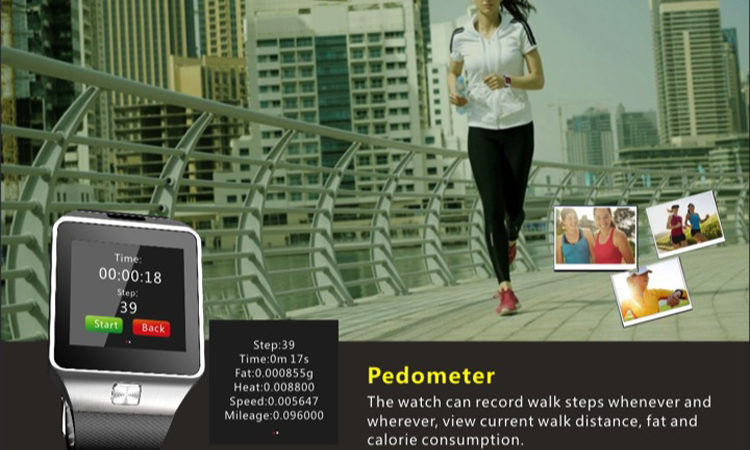 Time:
00:00:18
Step:
39
Start Back
Step:39
Time:0m 17s
Fat:0.000855g
Heat:0.008800
Speed:0.005647
Mileage:0.096000
Pedometer
The watch can record walk steps whenever and
wherever, view current walk distance, fat and
calorie consumption.